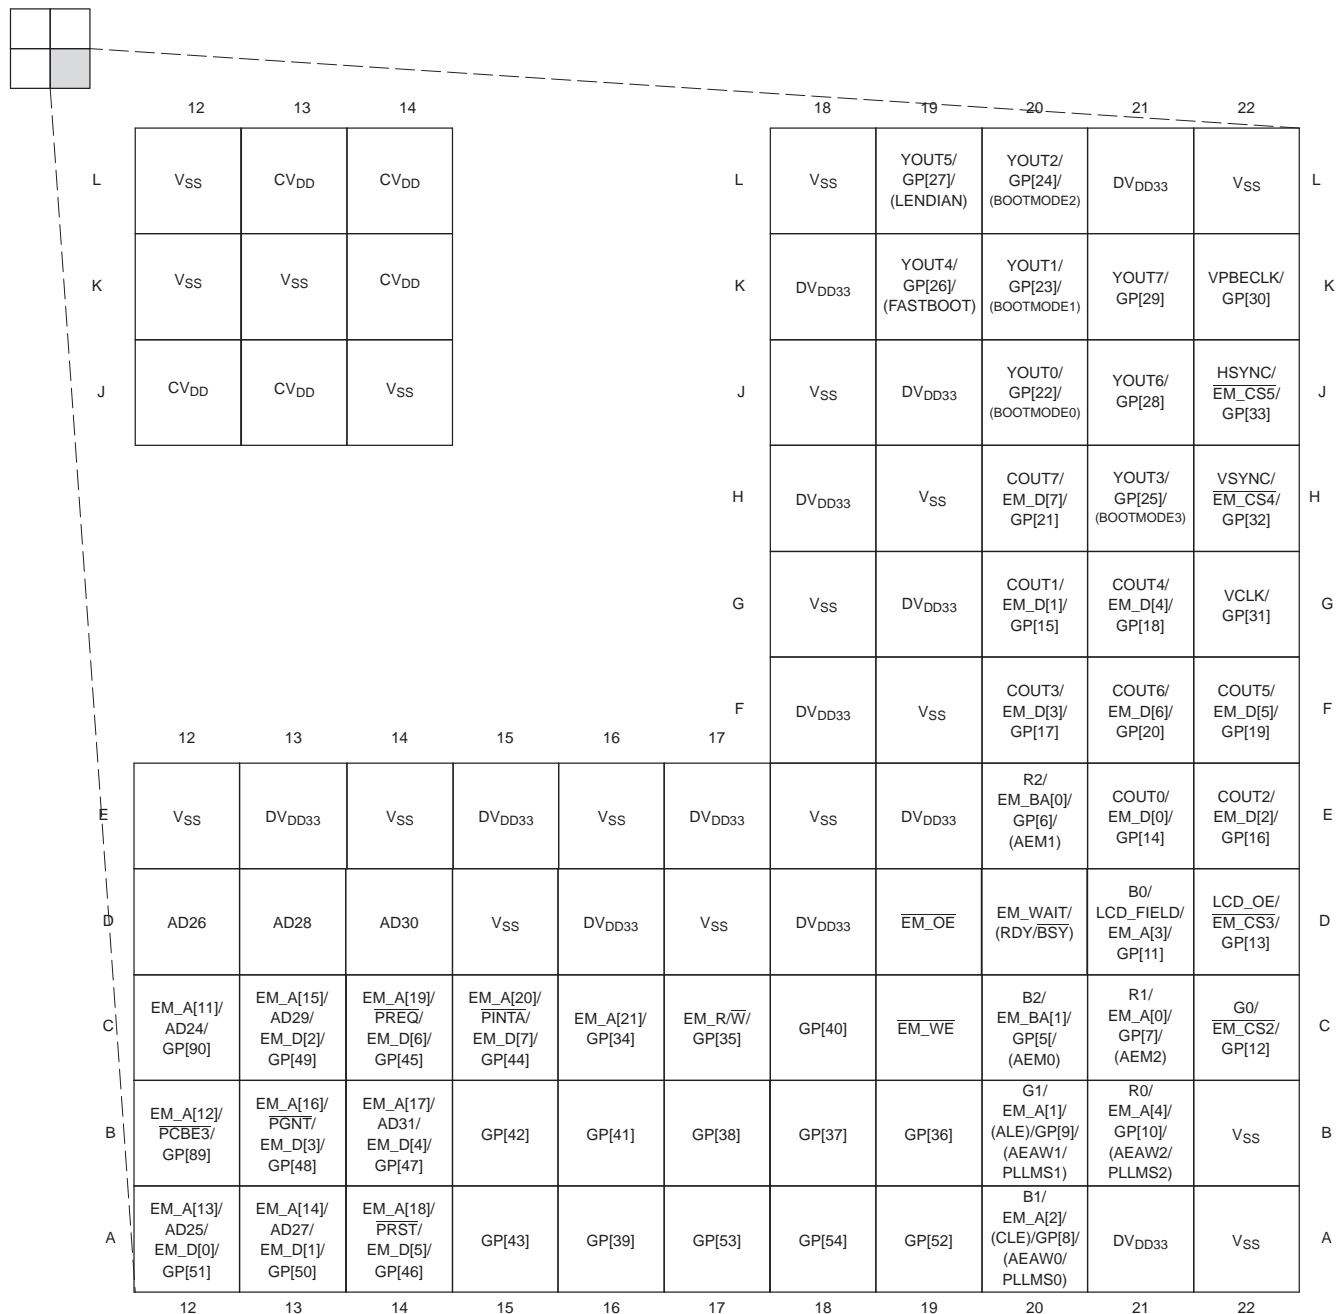 12 13 14 18 19 20 21 22
L VSS CVDD CVDD L VSS YOUT5/ GP[27]/ (LENDIAN) YOUT2/ GP[24]/ (BOOTMODE2) DVDD33 VSS L
K VSS VSS CVDD K DVDD33 YOUT4/ GP[26]/ (FASTBOOT) YOUT1/ GP[23]/ (BOOTMODE1) YOUT7/ GP[29] VPBECLK/ GP[30] K
J CVDD CVDD VSS J VSS DVDD33 YOUT0/ GP[22]/ (BOOTMODE0) YOUT6/ GP[28] HSYNC/ EM_CS5/ GP[33] J
H DVDD33 VSS COUT7/ EM_D[7]/ GP[21] YOUT3/ GP[25]/ (BOOTMODE3) VSYNC/ EM_CS4/ GP[32] H
G VSS DVDD33 COUT1/ EM_D[1]/ GP[15] COUT4/ EM_D[4]/ GP[18] VCLK/ GP[31] G
F DVDD33 VSS COUT3/ EM_D[3]/ GP[17] COUT6/ EM_D[6]/ GP[20] COUT5/ EM_D[5]/ GP[19] F
12 13 14 15 16 17
E VSS DVDD33 VSS DVDD33 VSS DVDD33 VSS DVDD33 R2/ EM_BA[0]/ GP[6]/ (AEM1) COUT0/ EM_D[0]/ GP[14] COUT2/ EM_D[2]/ GP[16] E
D AD26 AD28 AD30 VSS DVDD33 VSS DVDD33 EM_OE EM_WAIT/ (RDY/BSY) B0/ LCD_FIELD/ EM_A[3]/ GP[11] LCD_OE/ EM_CS3/ GP[13] D
C EM_A[11]/ AD24/ GP[90] EM_A[15]/ AD29/ EM_D[2]/ GP[49] EM_A[19]/ PREQ/ EM_D[6]/ GP[45] EM_A[20]/ PINTA/ EM_D[7]/ GP[44] EM_A[21]/ GP[34] EM_R/W/ GP[35] GP[40] EM_WE B2/ EM_BA[1]/ GP[5[/ (AEM0) R1/ EM_A[0]/ GP[7]/ (AEM2) G0/ EM_CS2/ GP[12] C
B EM_A[12]/ PCBE3/ GP[89] EM_A[16]/ PGNT/ EM_D[3]/ GP[48] EM_A[17]/ AD31/ EM_D[4]/ GP[47] GP[42] GP[41] GP[38] GP[37] GP[36] G1/ EM_A[1]/ (ALE)/GP[9]/ (AEAW1/ PLLMS1) R0/ EM_A[4]/ GP[10]/ (AEAW2/ PLLMS2) VSS B
A EM_A[13]/ AD25/ EM_D[0]/ GP[51] EM_A[14]/ AD27/ EM_D[1]/ GP[50] EM_A[18]/ PRST/ EM_D[5]/ GP[46] GP[43] GP[39] GP[53] GP[54] GP[52] B1/ EM_A[2]/ (CLE)/GP[8]/ (AEAW0/ PLLMS0) DVDD33 VSS A
12 13 14 15 16 17 18 19 20 21 22